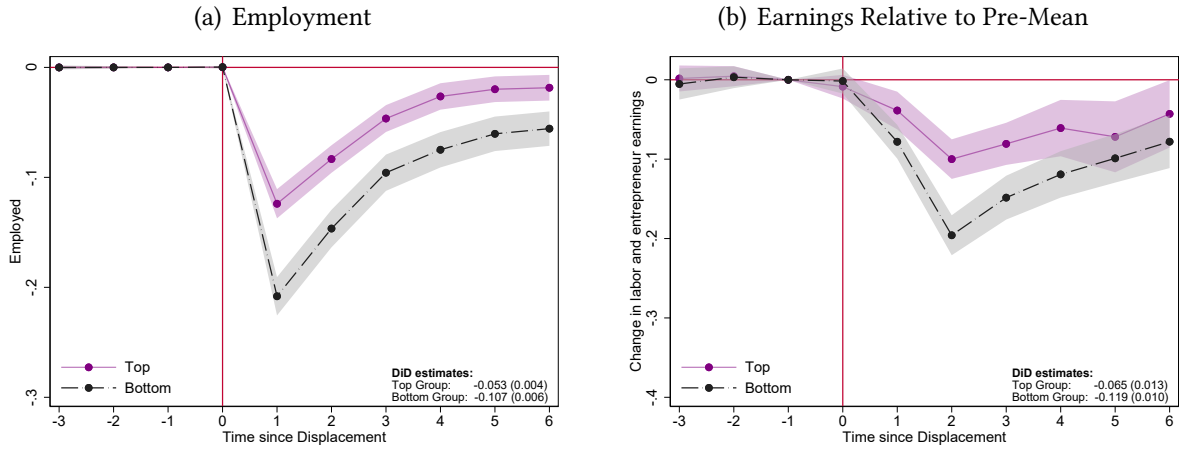 (a) Employment
Employed
0
-.1
-.2
-.3
Top
Bottom
DiD estimates:
Top Group: -0.053 (0.004)
Bottom Group: -0.107 (0.006)
-3 -2 -1 0 1 2 3 4 5 6
Time since Displacement
(b) Earnings Relative to Pre-Mean
Change in labor and entrepreneur earnings
0
-.1
-.2
-.3
-.4
Top
Bottom
DiD estimates:
Top Group: -0.065 (0.013)
Bottom Group: -0.119 (0.010)
-3 -2 -1 0 1 2 3 4 5 6
Time since Displacement